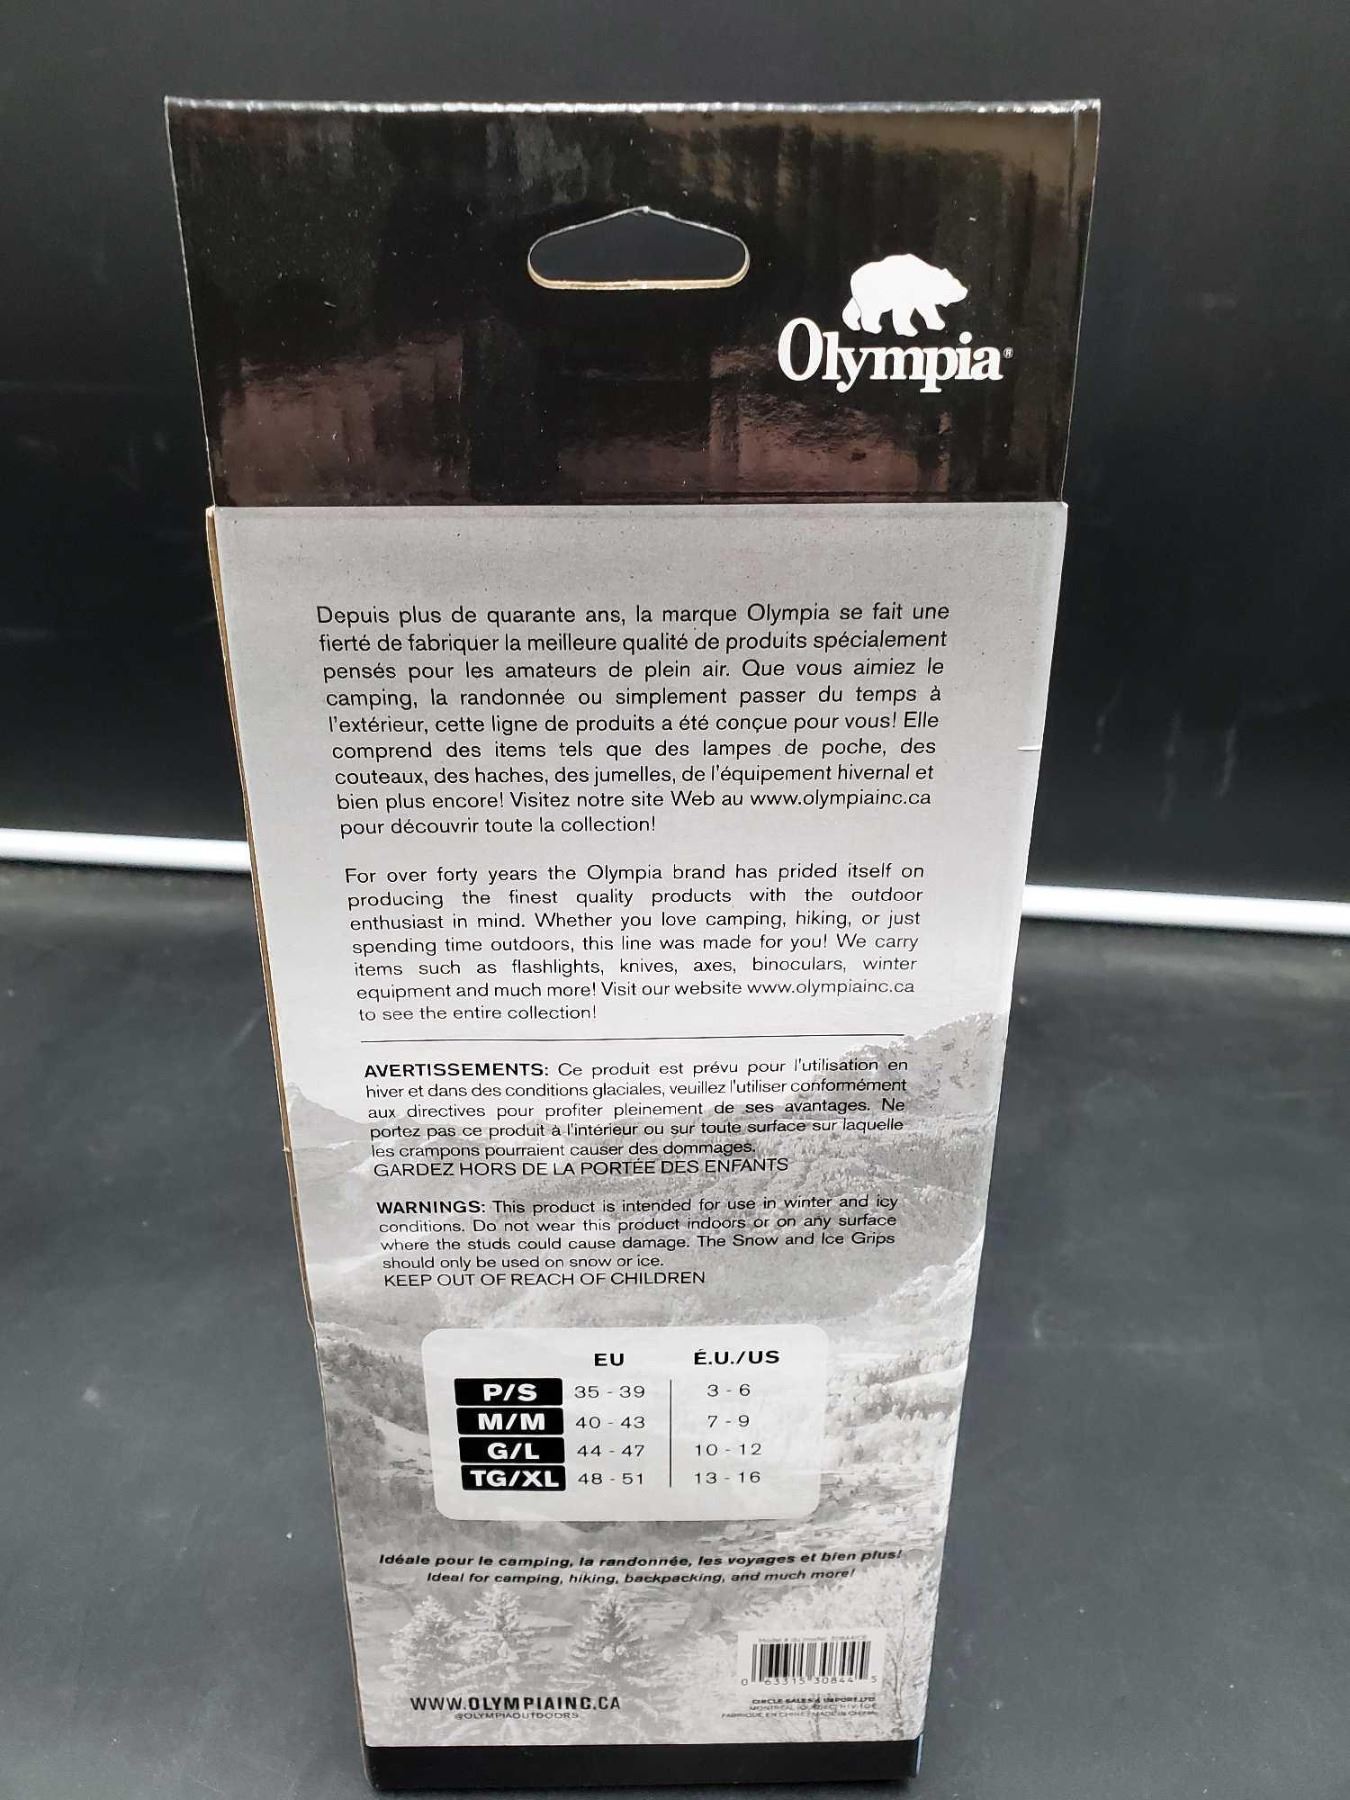 Olympia®
Depuis plus de quarante ans, la marque Olympia se fait une
fierté de fabriquer la meilleure qualité de produits spécialement
pensés pour les amateurs de plein air. Que vous aimiez le
camping, la randonnée ou simplement passer du temps à
l'extérieur, cette ligne de produits a été conçue pour vous! Elle
comprend des items tels que des lampes de poche, des
couteaux, des haches, des jumelles, de l'équipement hivernal et
bien plus encore! Visitez notre site Web au www.olympiainc.ca
pour découvrir toute la collection!
For over forty years the Olympia brand has prided itself on
producing the finest quality products with the outdoor
enthusiast in mind. Whether you love camping, hiking, or just
spending time outdoors, this line was made for you! We carry
items such as flashlights, knives, axes, binoculars, winter
equipment and much more! Visit our website www.olympiainc.ca
to see the entire collection!
AVERTISSEMENTS: Ce produit est prévu pour l'utilisation en
hiver et dans des conditions glaciales, veuillez l'utiliser conformément
aux directives pour profiter pleinement de ses avantages. Ne
portez pas ce produit à l'intérieur ou sur toute surface sur laquelle
les crampons pourraient causer des dommages.
GARDEZ HORS DE LA PORTÉE DES ENFANTS
WARNINGS: This product is intended for use in winter and icy
conditions. Do not wear this product indoors or on any surface
where the studs could cause damage. The Snow and Ice Grips
should only be used on snow or ice.
KEEP OUT OF REACH OF CHILDREN
EU É.U./US
P/S 35 - 39 3 - 6
M/M 40 - 43 7 - 9
G/L 44 - 47 10 - 12
TG/XL 48 - 51 13 - 16
Idéale pour le camping, la randonnée, les voyages et bien plus!
Ideal for camping, hiking, backpacking, and much more!
0 63315 30844 5
WWW.OLYMPIAINC.CA
@OLYMPIAOUTDOORS
CIRCLE SALES & IMPORT LTD
FABRIQUÉ EN CHINE / MADE IN CHINA